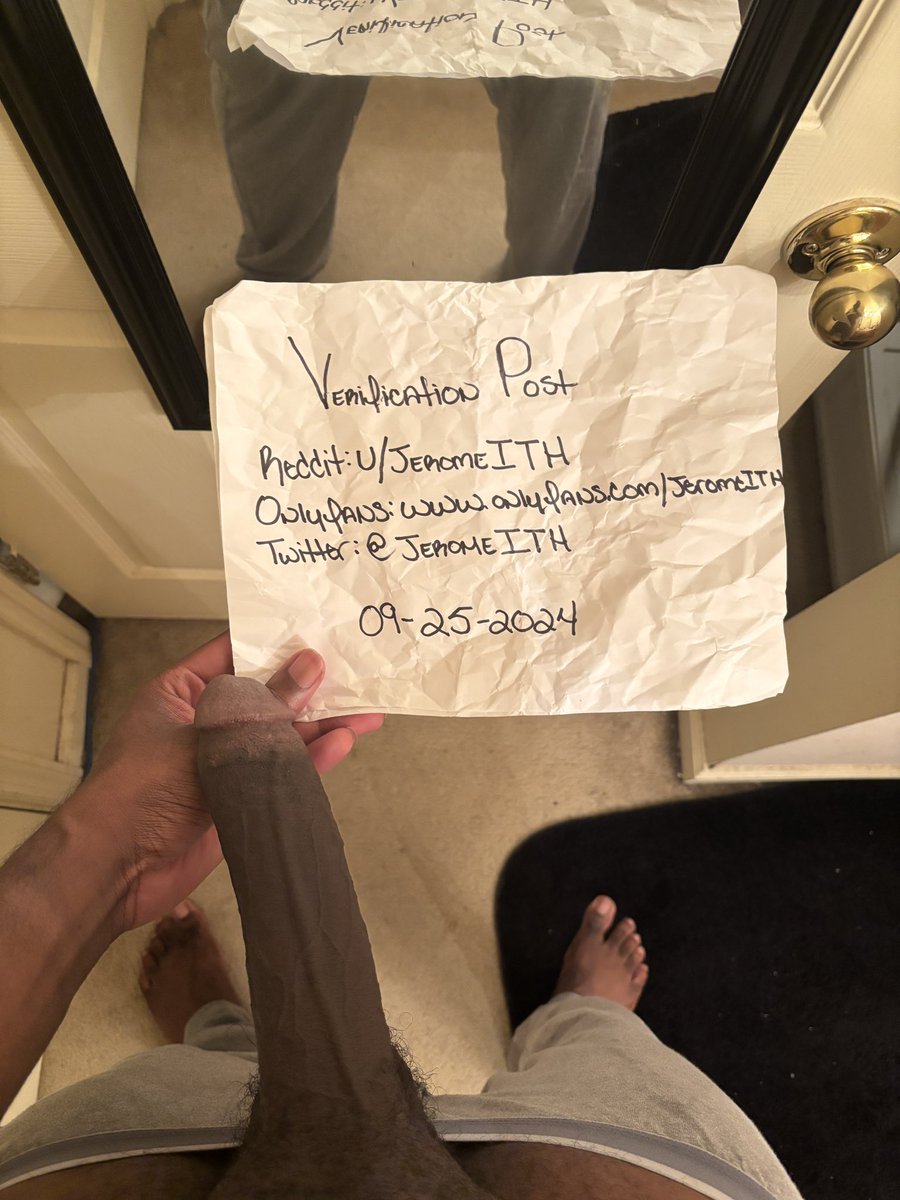 Verification Post
Reddit: U/JeromeITH
Onlyfans: www.onlyfans.com/JeromeITH
Twitter: @JeromeITH
09-25-2024